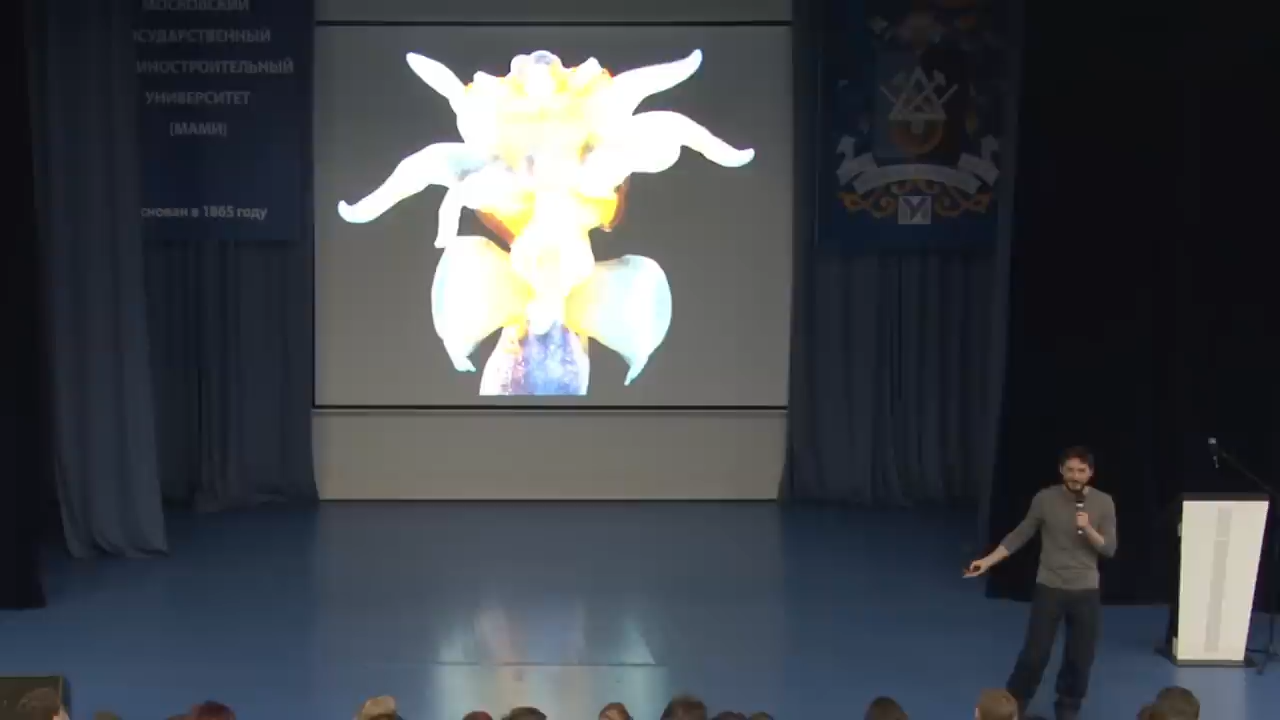 МОСКОВСКИЙ
СУДАРСТВЕННЫЙ
ИНОСТРОИТЕЛЬНЫЙ
УНИВЕРСИТЕТ
(МАМИ)
снован в 1865 году